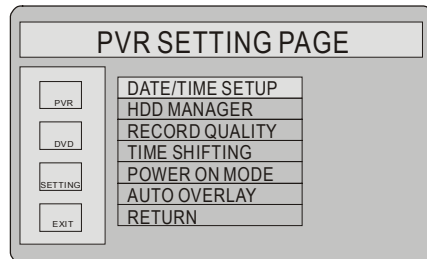 PVR SETTING PAGE
PVR
DVD
SETTING
EXIT
DATE/TIME SETUP
HDD MANAGER
RECORD QUALITY
TIME SHIFTING
POWER ON MODE
AUTO OVERLAY
RETURN